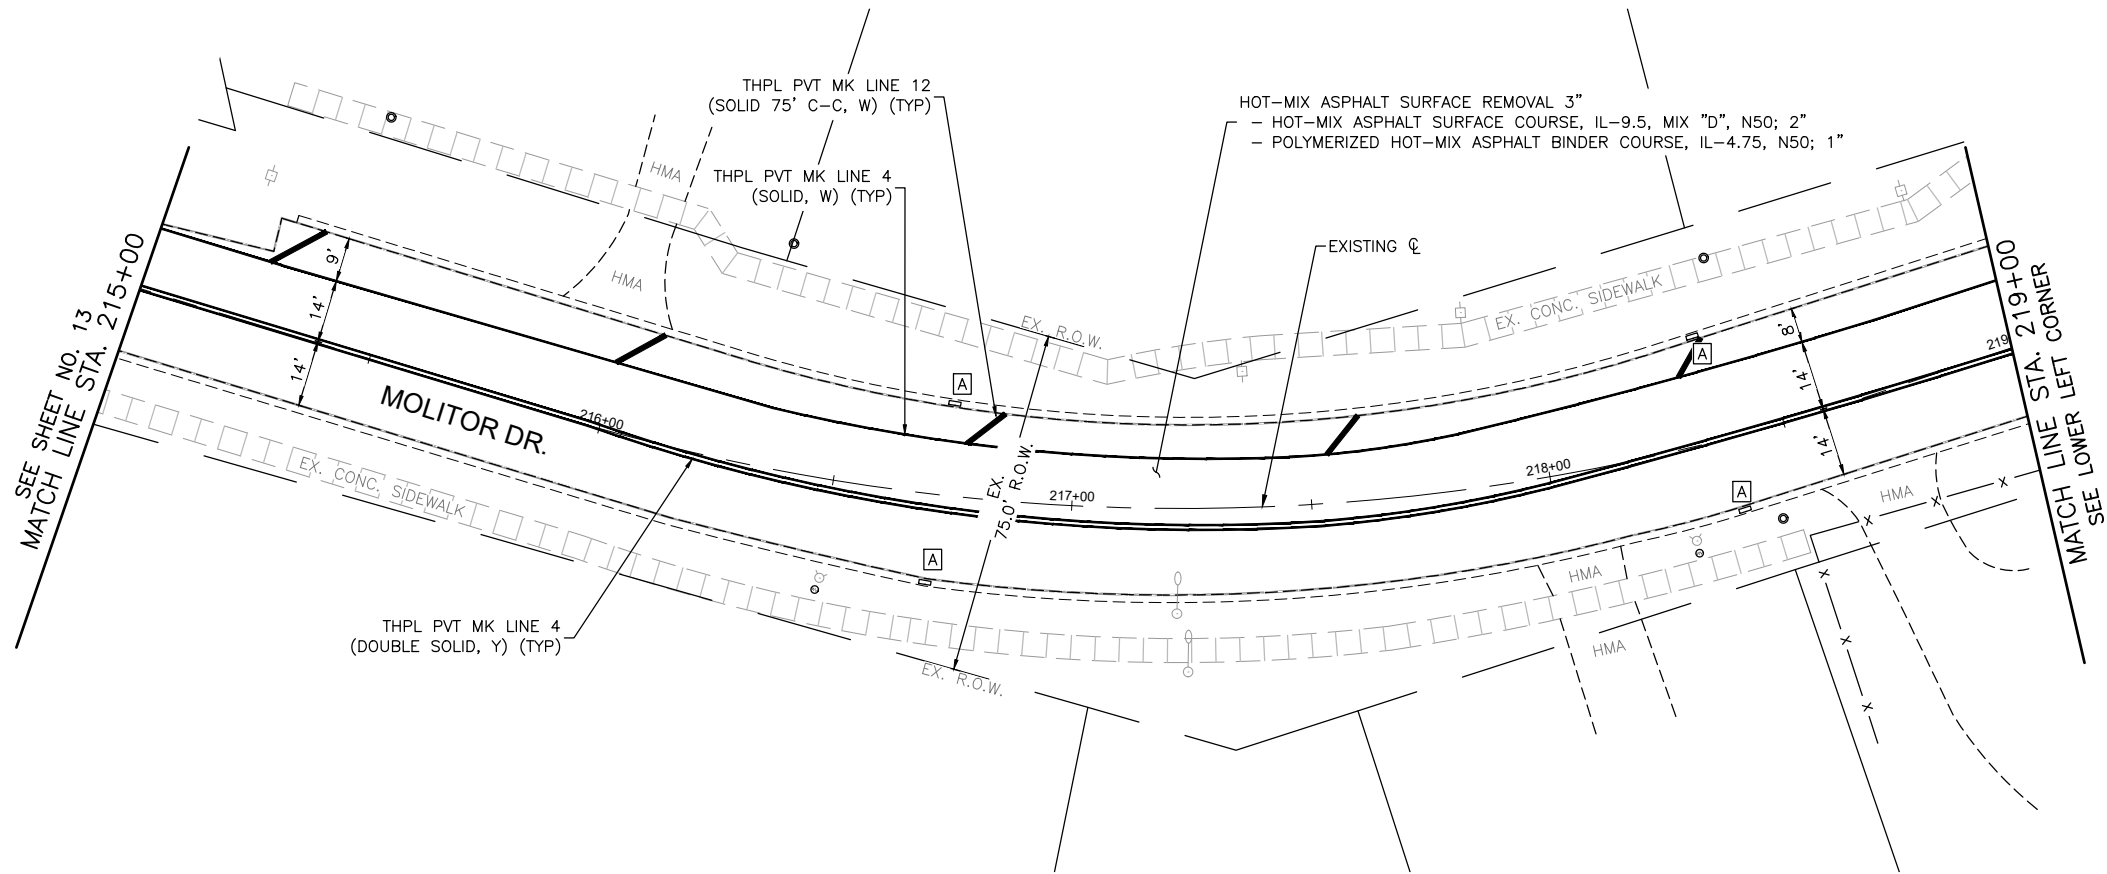 THPL PVT MK LINE 12
(SOLID 75' C-C, W) (TYP)
HOT-MIX ASPHALT SURFACE REMOVAL 3"
- HOT-MIX ASPHALT SURFACE COURSE, IL-9.5, MIX "D", N50; 2"
- POLYMERIZED HOT-MIX ASPHALT BINDER COURSE, IL-4.75, N50; 1"
HMA
THPL PVT MK LINE 4
(SOLID, W) (TYP)
EXISTING ℄
SEE SHEET NO. 13
MATCH LINE STA. 215+00
9'
14'
14'
HMA
EX. R.O.W.
EX. CONC. SIDEWALK
MATCH LINE STA. 219+00
SEE LOWER LEFT CORNER
8'
14'
14'
219
A
A
MOLITOR DR.
216+00
EX. CONC. SIDEWALK
EX.
75.0' R.O.W.
217+00
218+00
A
A
HMA
X
X
X
HMA
HMA
X
X
X
THPL PVT MK LINE 4
(DOUBLE SOLID, Y) (TYP)
EX. R.O.W.